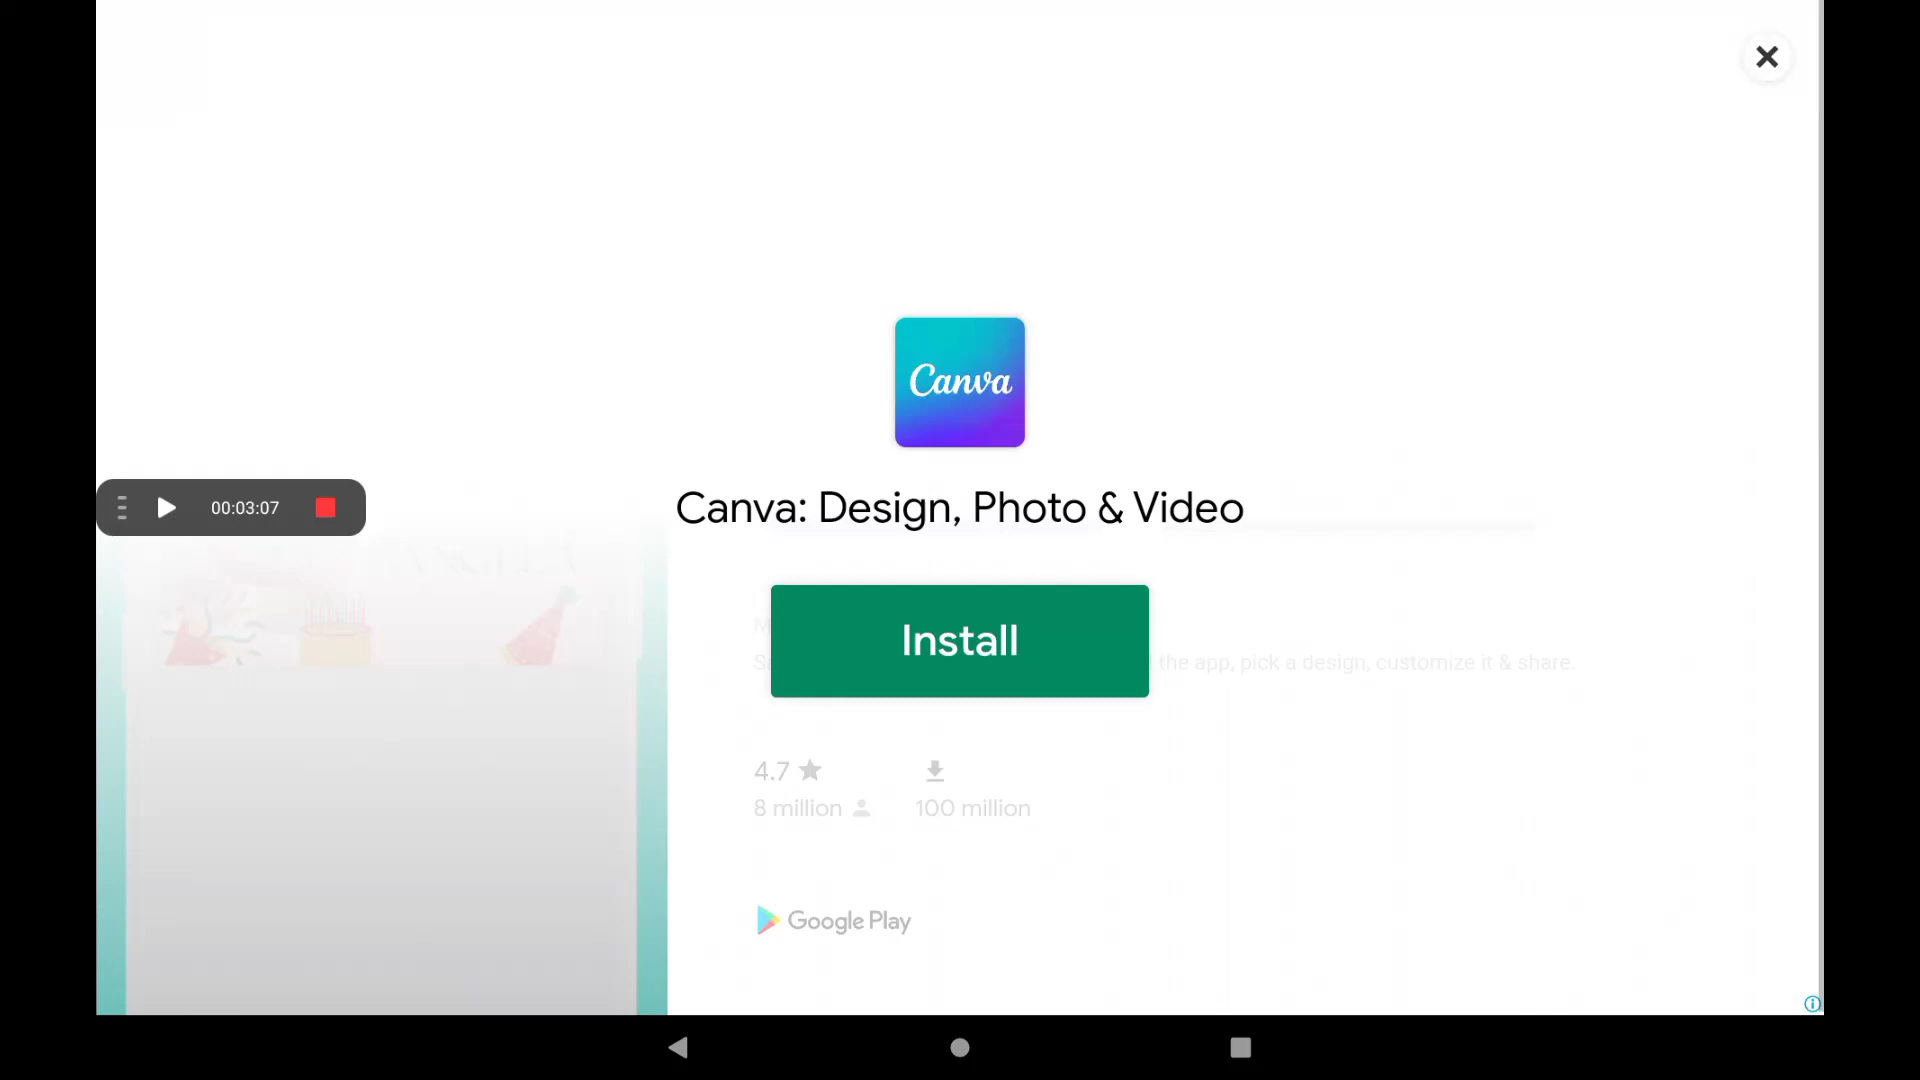 Canva
00:03:07
Canva: Design, Photo & Video
Install
the app, pick a design, customize it & share.
4.7
8 million
100 million
Google Play